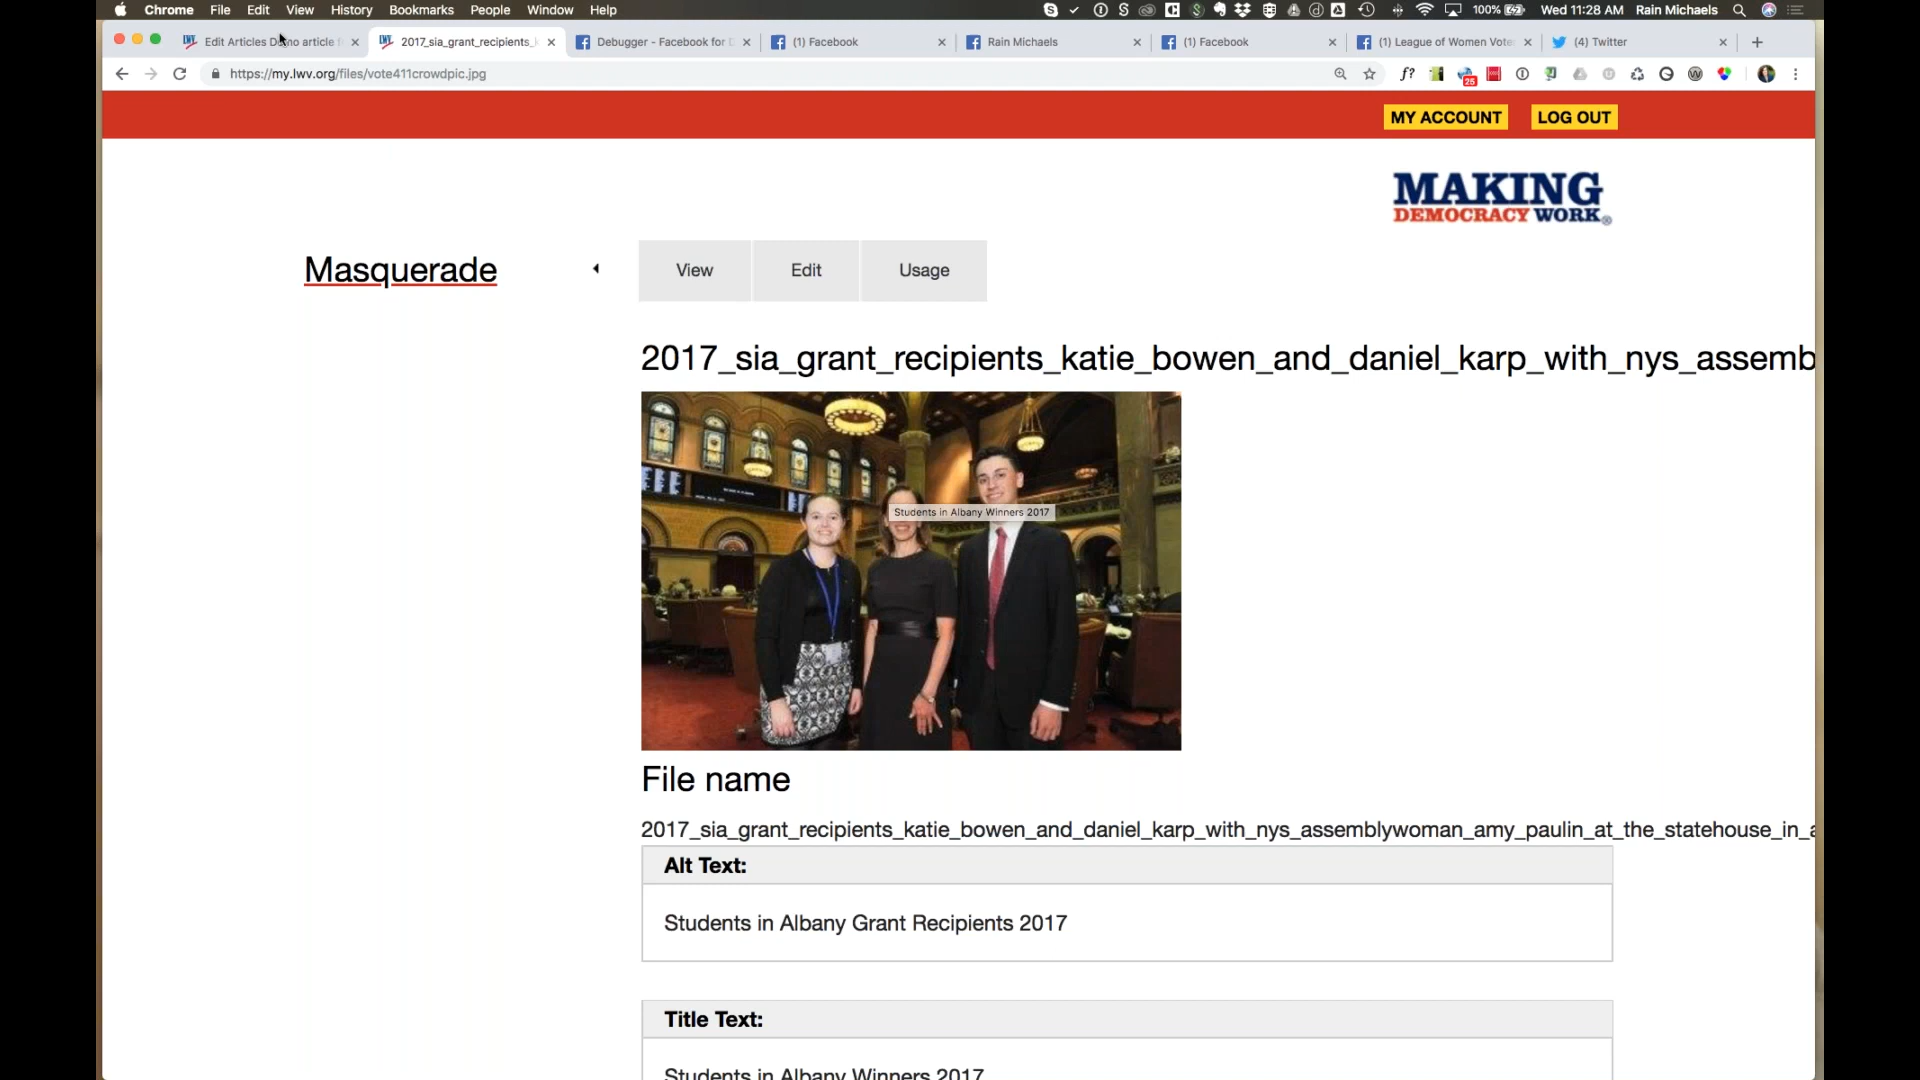 Chrome File Edit View History Bookmarks People Window Help 100% Wed 11:28 AM Rain Michaels
Edit Articles Demo article f 2017_sia_grant_recipients_k Debugger - Facebook for D (1) Facebook Rain Michaels (1) Facebook (1) League of Women Vote (4) Twitter
https://my.lwv.org/files/vote411crowdpic.jpg
25
MY ACCOUNT LOG OUT
MAKING
DEMOCRACY WORK®
Masquerade
View Edit Usage
2017_sia_grant_recipients_katie_bowen_and_daniel_karp_with_nys_assemb
Students in Albany Winners 2017
File name
2017_sia_grant_recipients_katie_bowen_and_daniel_karp_with_nys_assemblywoman_amy_paulin_at_the_statehouse_in_a
Alt Text:
Students in Albany Grant Recipients 2017
Title Text:
Students in Albany Winners 2017